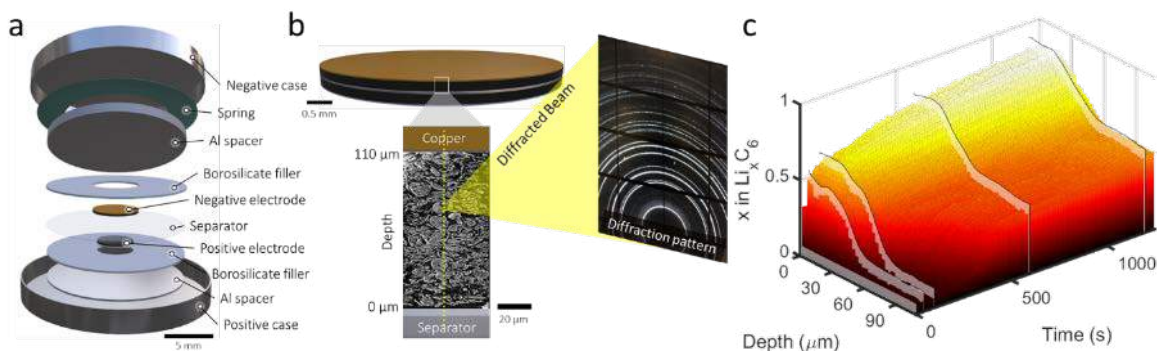 a
Negative case
Spring
Al spacer
Borosilicate filler
Negative electrode
Separator
Positive electrode
Borosilicate filler
Al spacer
Positive case
5 mm
b
0.5 mm
Copper
110 µm
Depth
0 µm
Separator
20 µm
Diffracted Beam
Diffraction pattern
c
1
0.5
0
x in LiₓC₆
0
30
60
90
Depth (µm)
0
500
1000
Time (s)